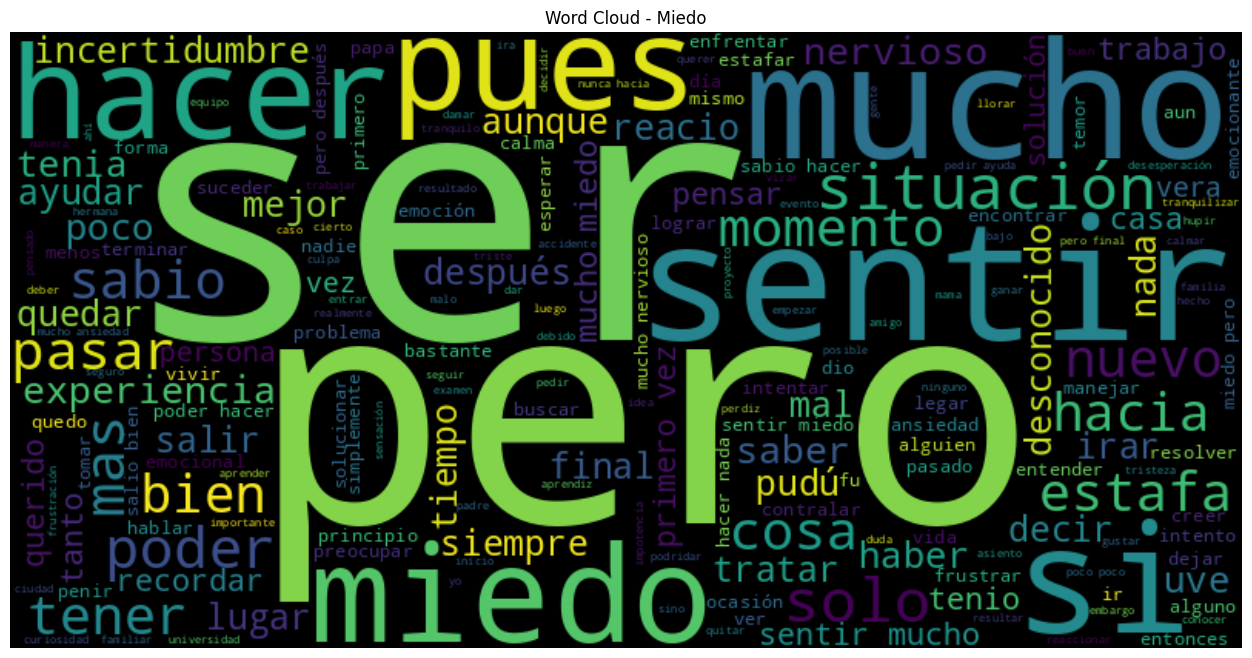 Word Cloud - Miedo
incertidumbre
papa
ira
enfrentar
nervioso
trabajo
hacer
pues
mucho
estafar
querer
decidir
nunca hacia
día
mismo
solución
buen
gente
llorar
temor
aun
emocionante
equipo
ahi
pero después
primero
damar
aunque
reacio
tranquilo
calma
manera
forma
ser
tenia
suceder
trabajar
resultado
esperar
mucho miedo
sabio hacer
pedir ayuda
desesperación
pensar
vizar
situación
vera
tranquilizar
ayudar
hermana
mejor
emoción
lograr
evento
momento
encontrar
casa
hupir
poco
menos
terminar
caso
cierto
nadie
culpa
accidente
sentir
bajo
pero final
calmar
desconocido
nada
pensado
sabio
vez
después
triste
entrar
dar
malo
luego
proyecto
mama
ganar
familia
hecho
deber
quedar
realmente
mucho nervioso
empezar
amigo
mucho ansiedad
problema
debido
pasar
persona
bastante
pero
sino
posible
nuevo
miedo pero
seguro
vivir
seguir
dio
experiencia
examen
pedir
idea
intentar
ninguno
manejar
poder hacer
solucionar
simplemente
sensación
buscar
perdiz
mal
legar
hacia
quedo
mas
salir
tiempo
sentir miedo
ansiedad
alguien
irar
resolver
querido
tomar
salio bien
emocional
aprender
final
saber
pasado
entender
tristeza
frustración
bien
aprendiz
primero vez
hacer nada
pudú
fu
estafa
tanto
hablar
importante
padre
contralar
cosa
vida
decir
gustar
creer
intento
poder
principio
preocupar
siempre
impotencia
duda
haber
asiento
dejar
ciudad
penir
recordar
miedo
inicio
podridar
tratar
frustrar
poco poco
uve
yo
solo
tenio
si
ir
embargo
alguno
conocer
tener
lugar
ocasión
ver
quitar
sentir mucho
resultar
reaccionar
entonces
curiosidad
familiar
universidad